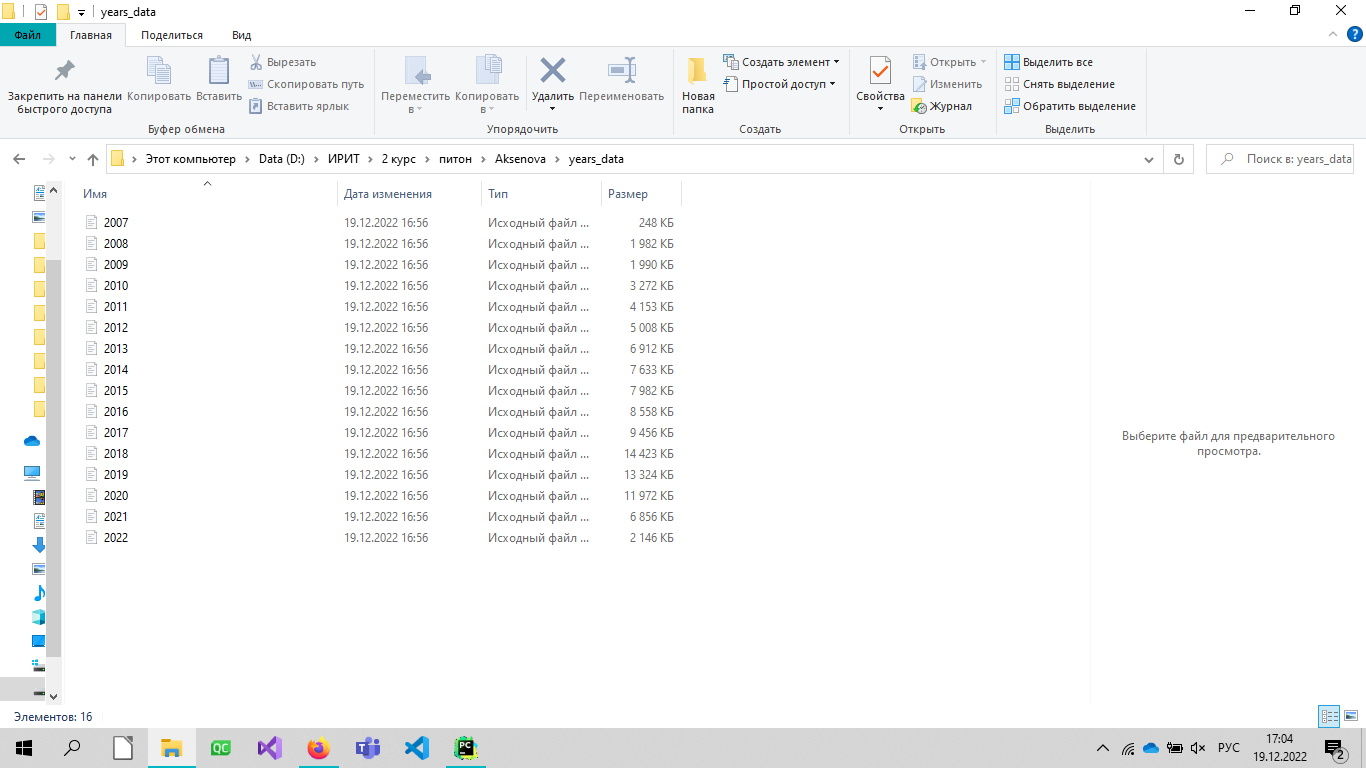 years_data
Файл Главная Поделиться Вид
Закрепить на панели быстрого доступа
Копировать
Вставить
Вырезать
Скопировать путь
Вставить ярлык
Буфер обмена
Переместить в
Копировать в
Удалить
Переименовать
Упорядочить
Новая папка
Создать элемент
Простой доступ
Создать
Свойства
Открыть
Изменить
Журнал
Открыть
Выделить все
Снять выделение
Обратить выделение
Выделить
Этот компьютер Data (D:) ИРИТ 2 курс питон Aksenova years_data
Поиск в: years_data
Имя Дата изменения Тип Размер
2007 19.12.2022 16:56 Исходный файл ... 248 КБ
2008 19.12.2022 16:56 Исходный файл ... 1 982 КБ
2009 19.12.2022 16:56 Исходный файл ... 1 990 КБ
2010 19.12.2022 16:56 Исходный файл ... 3 272 КБ
2011 19.12.2022 16:56 Исходный файл ... 4 153 КБ
2012 19.12.2022 16:56 Исходный файл ... 5 008 КБ
2013 19.12.2022 16:56 Исходный файл ... 6 912 КБ
2014 19.12.2022 16:56 Исходный файл ... 7 633 КБ
2015 19.12.2022 16:56 Исходный файл ... 7 982 КБ
2016 19.12.2022 16:56 Исходный файл ... 8 558 КБ
2017 19.12.2022 16:56 Исходный файл ... 9 456 КБ
2018 19.12.2022 16:56 Исходный файл ... 14 423 КБ
2019 19.12.2022 16:56 Исходный файл ... 13 324 КБ
2020 19.12.2022 16:56 Исходный файл ... 11 972 КБ
2021 19.12.2022 16:56 Исходный файл ... 6 856 КБ
2022 19.12.2022 16:56 Исходный файл ... 2 146 КБ
Выберите файл для предварительного
просмотра.
Элементов: 16
QC
PC
РУС
17:04
19.12.2022
2